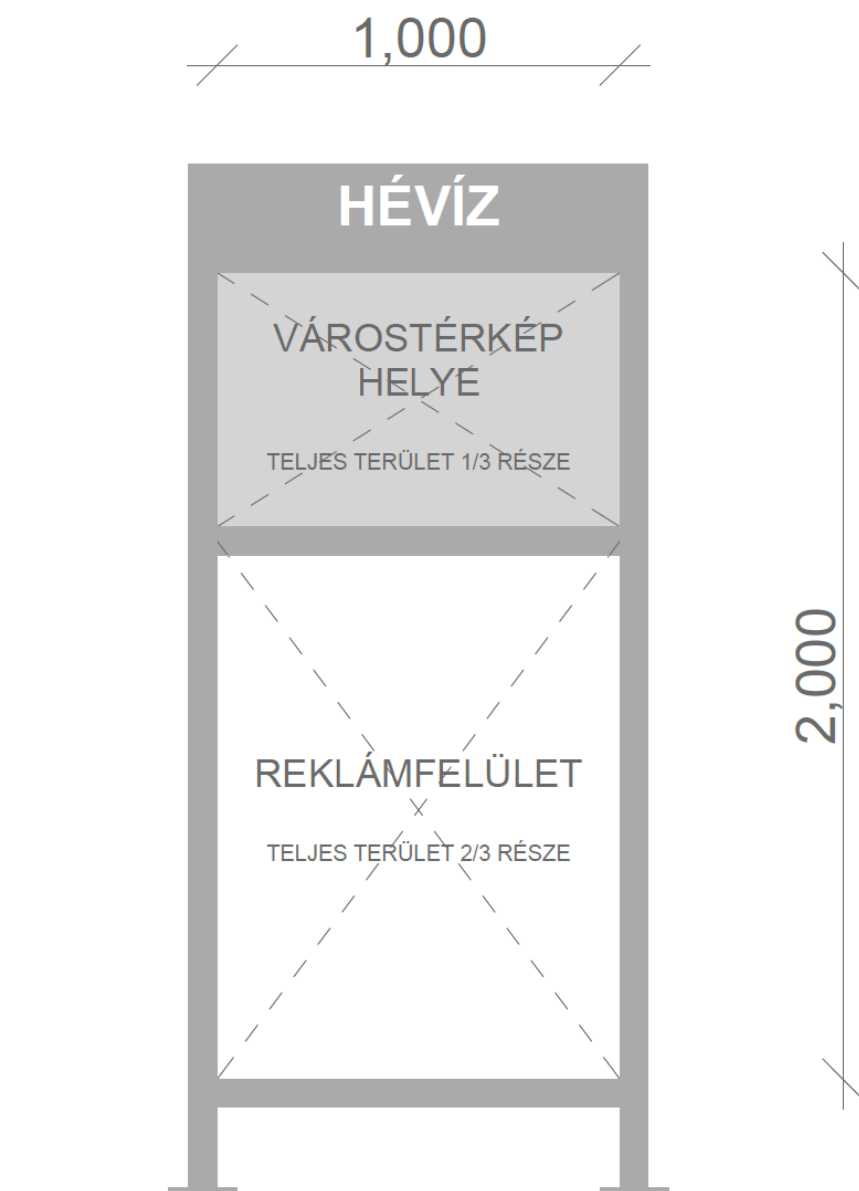 1,000
HÉVÍZ
VÁROSTÉRKÉP
HELYE
TELJES TERÜLET 1/3 RÉSZE
2,000
REKLÁMFELÜLET
TELJES TERÜLET 2/3 RÉSZE